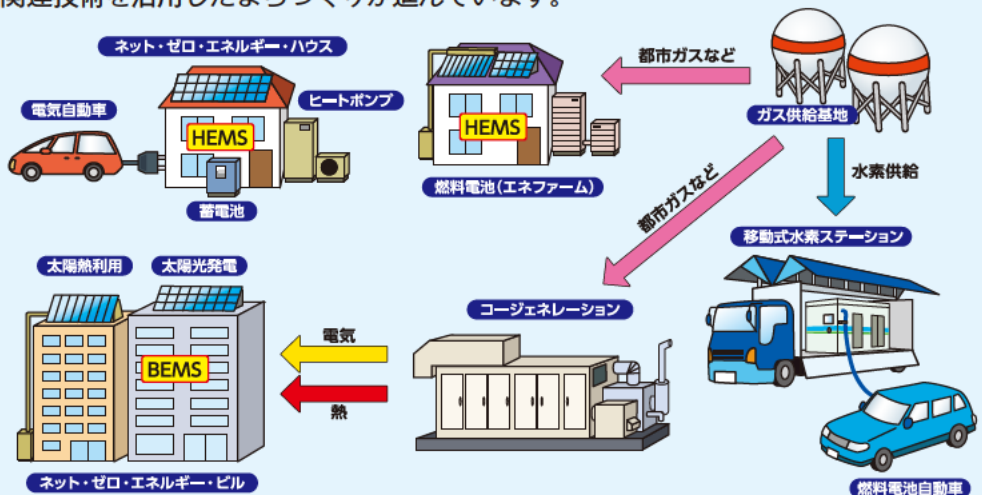 関連技術を活用したまちづくりが進んでいます。
ネット・ゼロ・エネルギー・ハウス
電気自動車
HEMS
ヒートポンプ
蓄電池
HEMS
燃料電池(エネファーム)
都市ガスなど
ガス供給基地
都市ガスなど
水素供給
移動式水素ステーション
太陽熱利用
太陽光発電
BEMS
電気
熱
コージェネレーション
ネット・ゼロ・エネルギー・ビル
燃料電池自動車